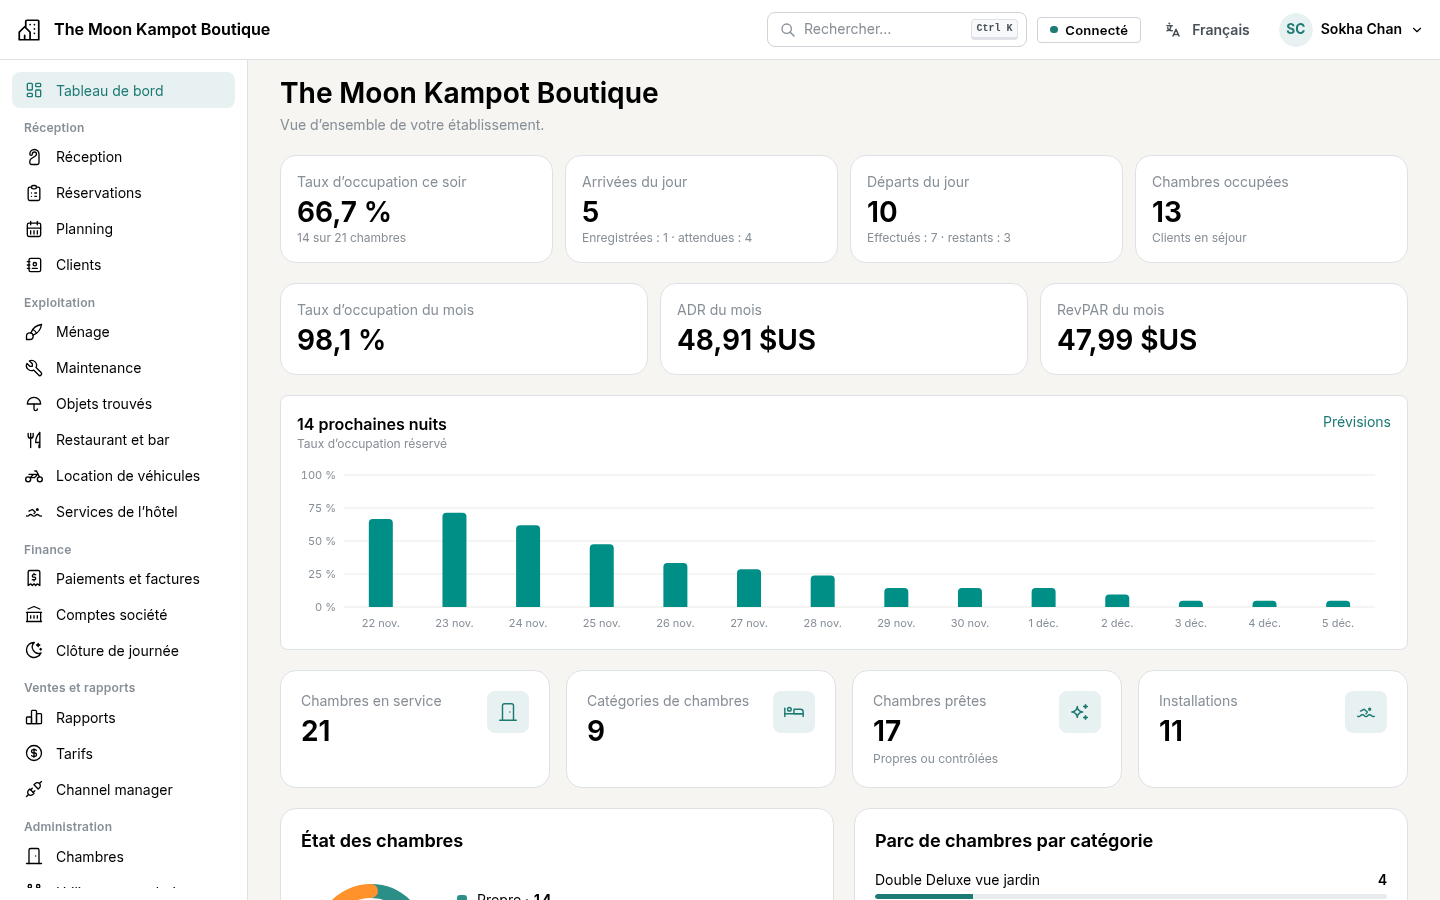 The Moon Kampot Boutique
Rechercher...
Ctrl K
Connecté
Français
SC
Sokha Chan
Tableau de bord
Réception
Réception
Réservations
Planning
Clients
Exploitation
Ménage
Maintenance
Objets trouvés
Restaurant et bar
Location de véhicules
Services de l’hôtel
Finance
Paiements et factures
Comptes société
Clôture de journée
Ventes et rapports
Rapports
Tarifs
Channel manager
Administration
Chambres
The Moon Kampot Boutique
Vue d’ensemble de votre établissement.
Taux d’occupation ce soir
66,7 %
14 sur 21 chambres
Arrivées du jour
5
Enregistrées : 1 · attendues : 4
Départs du jour
10
Effectués : 7 · restants : 3
Chambres occupées
13
Clients en séjour
Taux d’occupation du mois
98,1 %
ADR du mois
48,91 $US
RevPAR du mois
47,99 $US
14 prochaines nuits
Taux d’occupation réservé
Prévisions
100 %
75 %
50 %
25 %
0 %
22 nov.
23 nov.
24 nov.
25 nov.
26 nov.
27 nov.
28 nov.
29 nov.
30 nov.
1 déc.
2 déc.
3 déc.
4 déc.
5 déc.
Chambres en service
21
Catégories de chambres
9
Chambres prêtes
17
Propres ou contrôlées
Installations
11
État des chambres
Propre · 14
Parc de chambres par catégorie
Double Deluxe vue jardin
4